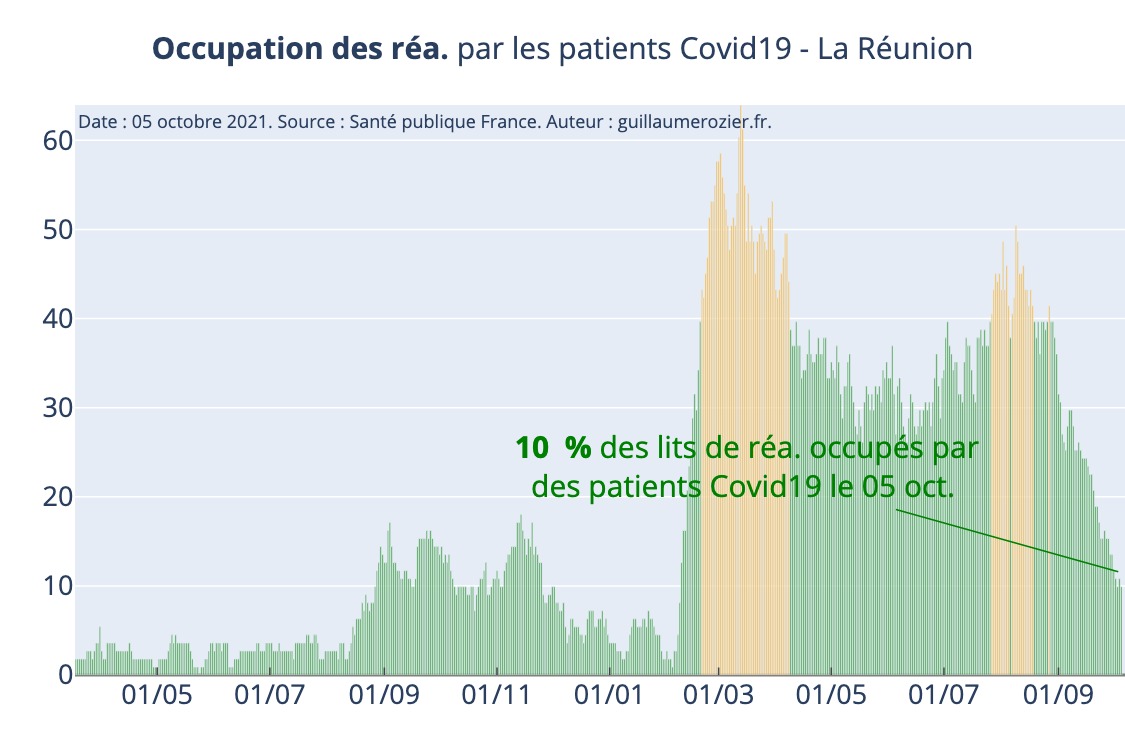 Occupation des réa. par les patients Covid19 - La Réunion
Date : 05 octobre 2021. Source : Santé publique France. Auteur : guillaumerozier.fr.
60
50
40
30
20
10
0
10 % des lits de réa. occupés par
des patients Covid19 le 05 oct.
01/05 01/07 01/09 01/11 01/01 01/03 01/05 01/07 01/09